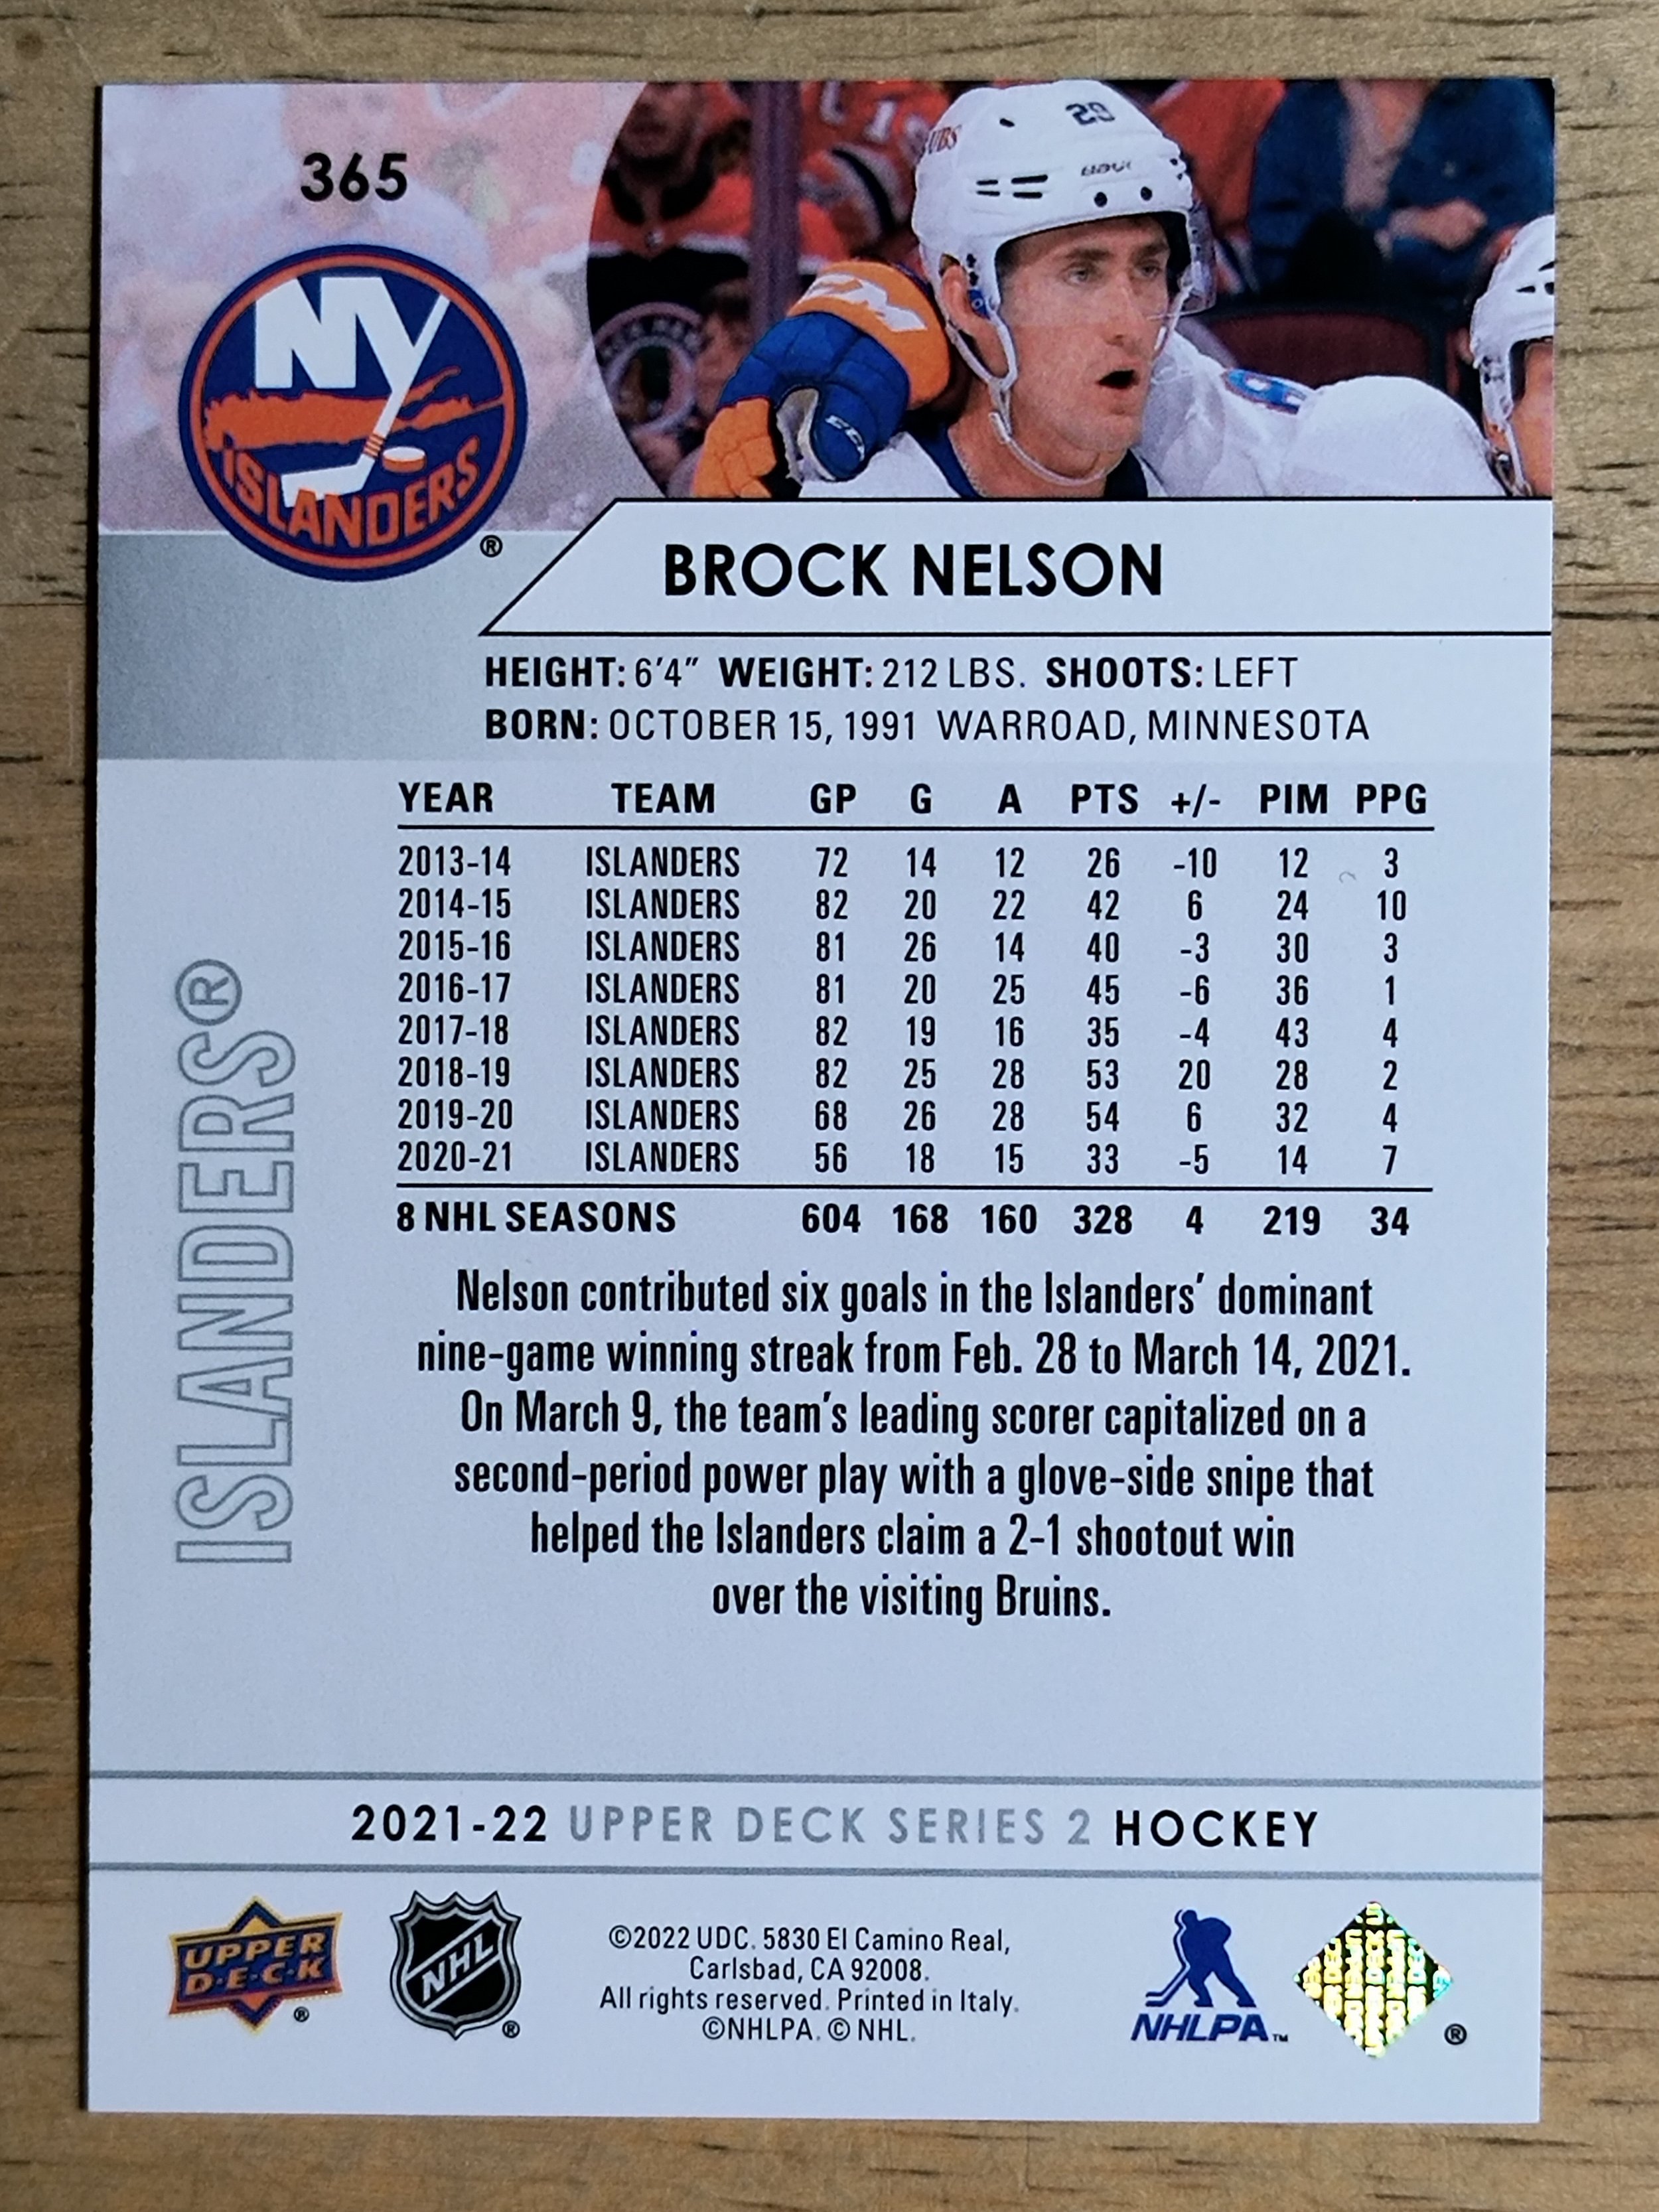 365
29
NY
ISLANDERS
®
BROCK NELSON
HEIGHT: 6'4" WEIGHT: 212 LBS. SHOOTS: LEFT
BORN: OCTOBER 15, 1991 WARROAD, MINNESOTA
YEAR TEAM GP G A PTS +/- PIM PPG
2013-14 ISLANDERS 72 14 12 26 -10 12 3
2014-15 ISLANDERS 82 20 22 42 6 24 10
2015-16 ISLANDERS 81 26 14 40 -3 30 3
2016-17 ISLANDERS 81 20 25 45 -6 36 1
2017-18 ISLANDERS 82 19 16 35 -4 43 4
2018-19 ISLANDERS 82 25 28 53 20 28 2
2019-20 ISLANDERS 68 26 28 54 6 32 4
2020-21 ISLANDERS 56 18 15 33 -5 14 7
8 NHL SEASONS 604 168 160 328 4 219 34
ISLANDERS®
Nelson contributed six goals in the Islanders' dominant
nine-game winning streak from Feb. 28 to March 14, 2021.
On March 9, the team's leading scorer capitalized on a
second-period power play with a glove-side snipe that
helped the Islanders claim a 2-1 shootout win
over the visiting Bruins.
2021-22 UPPER DECK SERIES 2 HOCKEY
UPPER
D·E·C·K
®
NHL
®
©2022 UDC. 5830 El Camino Real,
Carlsbad, CA 92008.
All rights reserved. Printed in Italy.
©NHLPA. © NHL.
NHLPA™
®